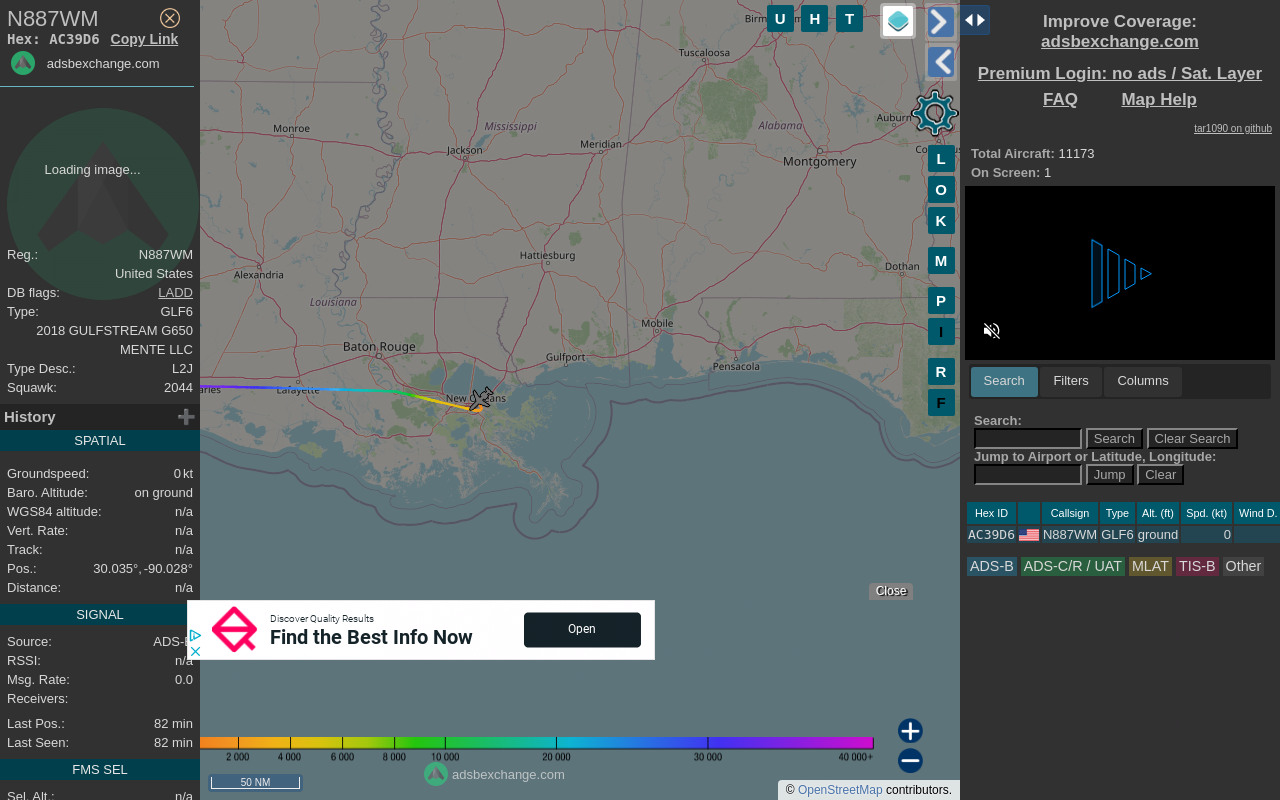 N887WM
Hex: AC39D6 Copy Link
adsbexchange.com
Loading image...
Reg.: N887WM
United States
DB flags: LADD
Type: GLF6
2018 GULFSTREAM G650
MENTE LLC
Type Desc.: L2J
Squawk: 2044
History
SPATIAL
Groundspeed: 0 kt
Baro. Altitude: on ground
WGS84 altitude: n/a
Vert. Rate: n/a
Track: n/a
Pos.: 30.035°, -90.028°
Distance: n/a
SIGNAL
Source:
RSSI: n/a
Msg. Rate: 0.0
Receivers:
Last Pos.: 82 min
Last Seen: 82 min
FMS SEL
Sel. Alt.: n/a
U H T
Tuscaloosa
Monroe
Mississippi
Alabama
Jackson
Meridian
Montgomery
Hattiesburg
Alexandria
Dothan
Louisiana
Mobile
Baton Rouge
Gulfport
Pensacola
Lafayette
L
O
K
M
P
I
R
F
Close
Discover Quality Results
Find the Best Info Now
Open
2 000 4 000 6 000 8 000 10 000 20 000 30 000 40 000+
50 NM
adsbexchange.com
© OpenStreetMap contributors.
Improve Coverage:
adsbexchange.com
Premium Login: no ads / Sat. Layer
FAQ Map Help
tar1090 on github
Total Aircraft: 11173
On Screen: 1
Search Filters Columns
Search:
Search Clear Search
Jump to Airport or Latitude, Longitude:
Jump Clear
Hex ID Callsign Type Alt. (ft) Spd. (kt) Wind D.
AC39D6 N887WM GLF6 ground 0
ADS-B ADS-C/R / UAT MLAT TIS-B Other